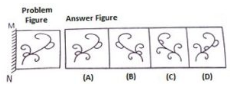 Problem
Figure
Answer Figure
M
N
(A) (B) (C) (D)